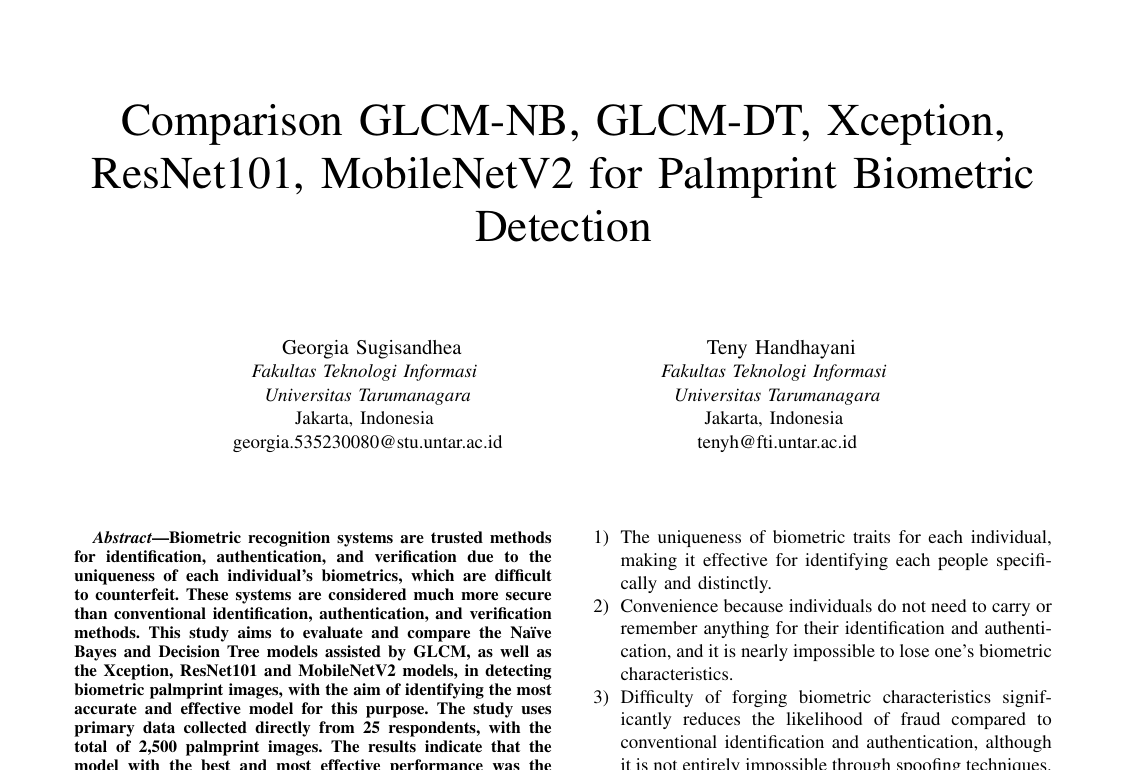 Comparison GLCM-NB, GLCM-DT, Xception,
ResNet101, MobileNetV2 for Palmprint Biometric
Detection
Georgia Sugisandhea
Fakultas Teknologi Informasi
Universitas Tarumanagara
Jakarta, Indonesia
georgia.535230080@stu.untar.ac.id
Teny Handhayani
Fakultas Teknologi Informasi
Universitas Tarumanagara
Jakarta, Indonesia
tenyh@fti.untar.ac.id
Abstract—Biometric recognition systems are trusted methods
for identification, authentication, and verification due to the
uniqueness of each individual's biometrics, which are difficult
to counterfeit. These systems are considered much more secure
than conventional identification, authentication, and verification
methods. This study aims to evaluate and compare the Naïve
Bayes and Decision Tree models assisted by GLCM, as well as
the Xception, ResNet101 and MobileNetV2 models, in detecting
biometric palmprint images, with the aim of identifying the most
accurate and effective model for this purpose. The study uses
primary data collected directly from 25 respondents, with the
total of 2,500 palmprint images. The results indicate that the
model with the best and most effective performance was the
1) The uniqueness of biometric traits for each individual,
making it effective for identifying each people specifi-
cally and distinctly.
2) Convenience because individuals do not need to carry or
remember anything for their identification and authenti-
cation, and it is nearly impossible to lose one's biometric
characteristics.
3) Difficulty of forging biometric characteristics signif-
icantly reduces the likelihood of fraud compared to
conventional identification and authentication, although
it is not entirely impossible through spoofing techniques.